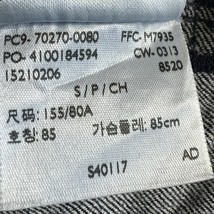 PC9-70270-0080 FFC-M7935
PO-4100184594 CW-0313
15210206 8520
S/P/CH
尺码: 155/80A
호칭: 85 가슴둘레: 85cm
S40117 AD